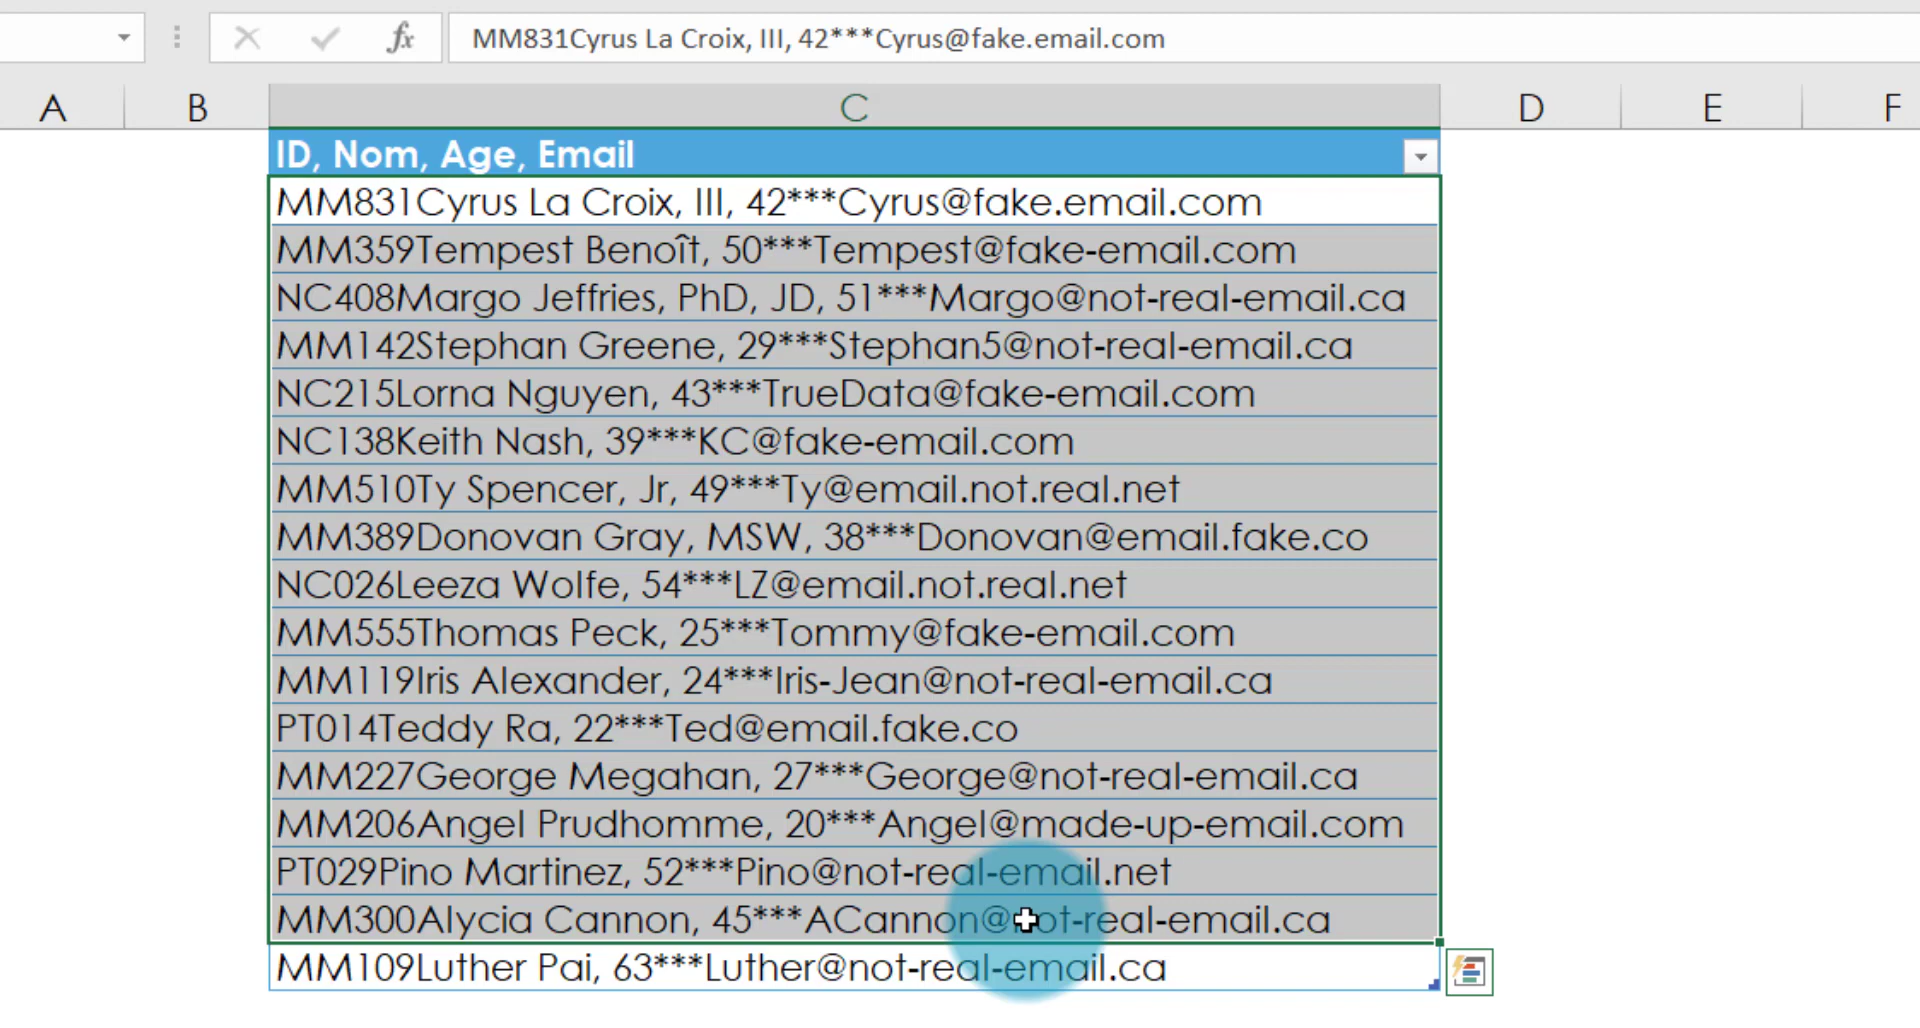 fx MM831Cyrus La Croix, III, 42***Cyrus@fake.email.com
A B C D E F
ID, Nom, Age, Email
MM831Cyrus La Croix, III, 42***Cyrus@fake.email.com
MM359Tempest Benoît, 50***Tempest@fake-email.com
NC408Margo Jeffries, PhD, JD, 51***Margo@not-real-email.ca
MM142Stephan Greene, 29***Stephan5@not-real-email.ca
NC215Lorna Nguyen, 43***TrueData@fake-email.com
NC138Keith Nash, 39***KC@fake-email.com
MM510Ty Spencer, Jr, 49***Ty@email.not.real.net
MM389Donovan Gray, MSW, 38***Donovan@email.fake.co
NC026Leeza Wolfe, 54***LZ@email.not.real.net
MM555Thomas Peck, 25***Tommy@fake-email.com
MM119Iris Alexander, 24***Iris-Jean@not-real-email.ca
PT014Teddy Ra, 22***Ted@email.fake.co
MM227George Megahan, 27***George@not-real-email.ca
MM206Angel Prudhomme, 20***Angel@made-up-email.com
PT029Pino Martinez, 52***Pino@not-real-email.net
MM300Alycia Cannon, 45***ACannon@not-real-email.ca
MM109Luther Pai, 63***Luther@not-real-email.ca